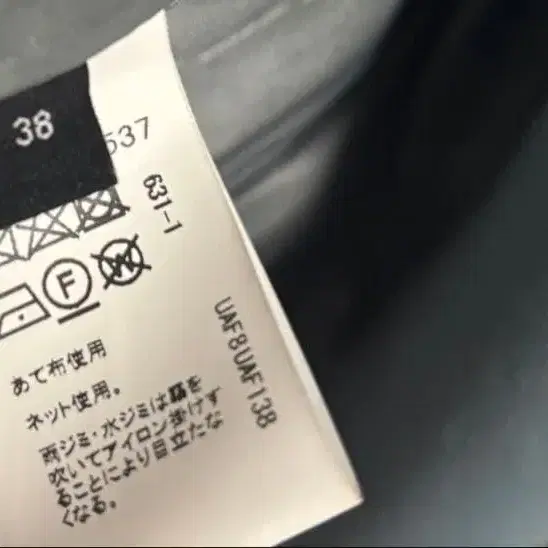 38
537
631-1
F
W
UAF8UAF138
あて布使用
ネット使用。
雨ジミ・水ジミは霧を
吹いてアイロン掛けす
ることにより目立たな
くなる。